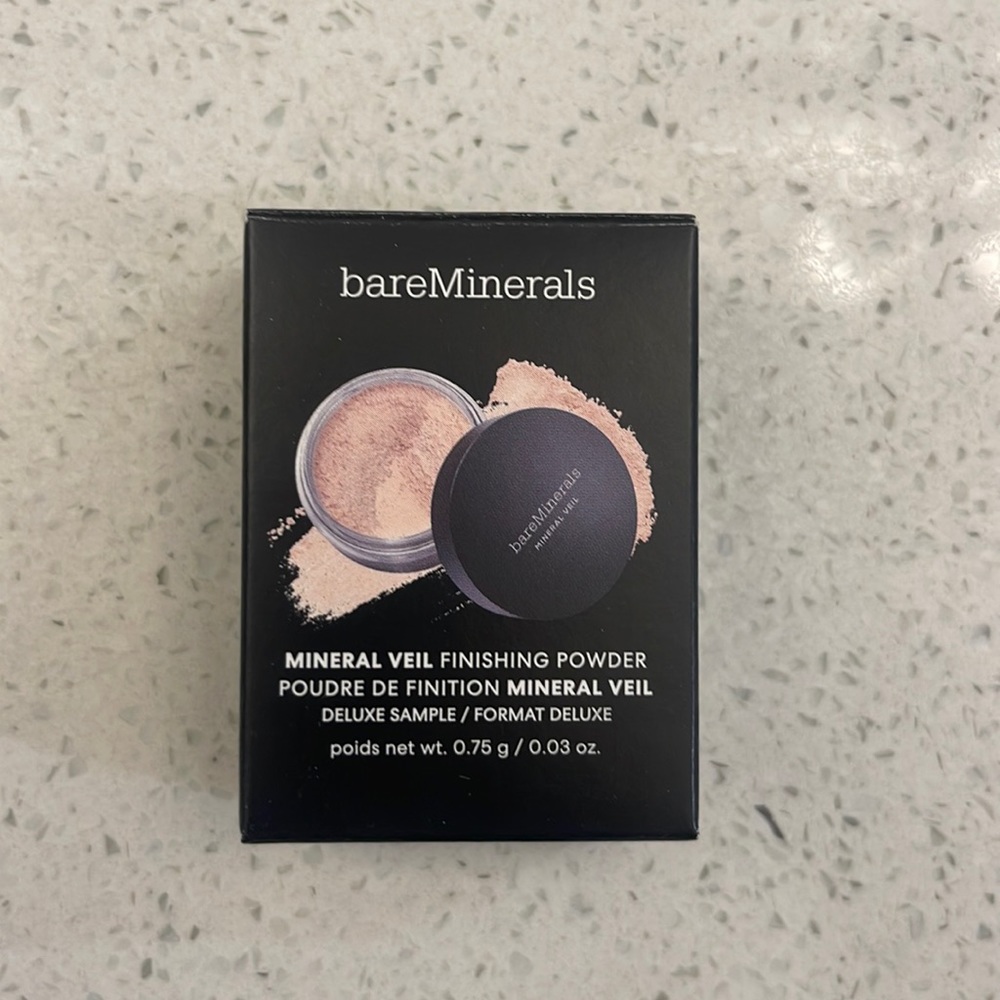 bareMinerals
bareMinerals
MINERAL VEIL
MINERAL VEIL FINISHING POWDER
POUDRE DE FINITION MINERAL VEIL
DELUXE SAMPLE / FORMAT DELUXE
poids net wt. 0.75 g / 0.03 oz.